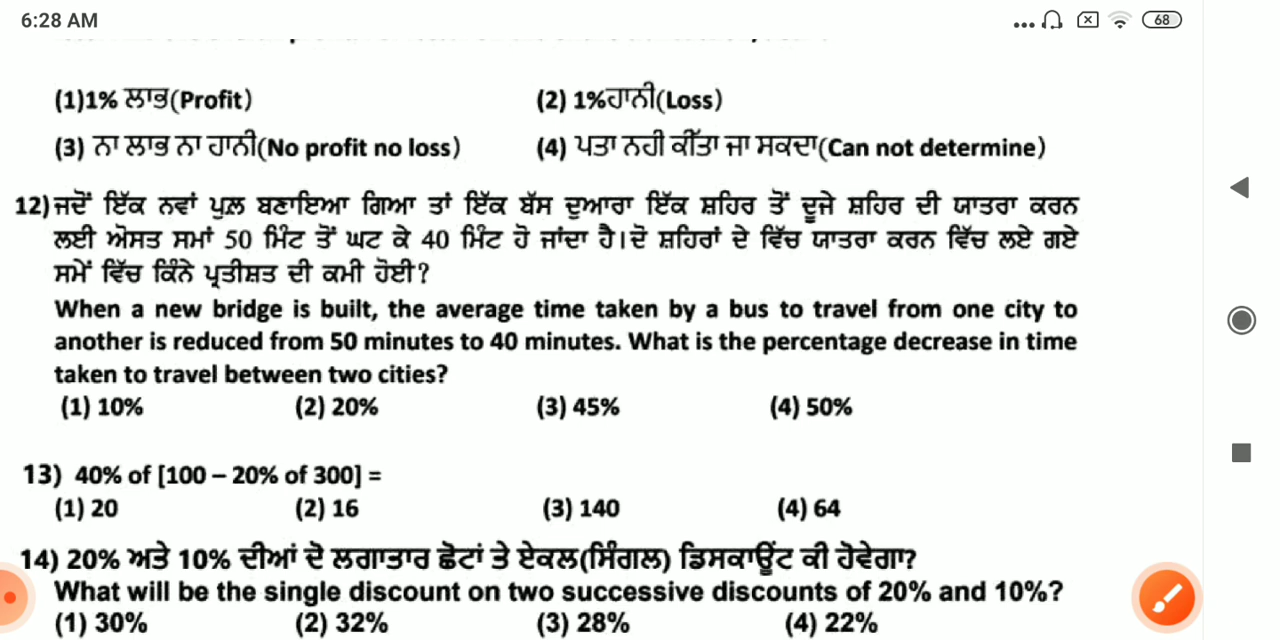 6:28 AM
68
(1)1% ਲਾਭ(Profit) (2) 1%ਹਾਨੀ(Loss)
(3) ਨਾ ਲਾਭ ਨਾ ਹਾਨੀ(No profit no loss) (4) ਪਤਾ ਨਹੀ ਕੀੱਤਾ ਜਾ ਸਕਦਾ(Can not determine)
12) ਜਦੋਂ ਇੱਕ ਨਵਾਂ ਪੁਲ਼ ਬਣਾਇਆ ਗਿਆ ਤਾਂ ਇੱਕ ਬੱਸ ਦੁਆਰਾ ਇੱਕ ਸ਼ਹਿਰ ਤੋਂ ਦੂਜੇ ਸ਼ਹਿਰ ਦੀ ਯਾਤਰਾ ਕਰਨ
ਲਈ ਔਸਤ ਸਮਾਂ 50 ਮਿੰਟ ਤੋਂ ਘਟ ਕੇ 40 ਮਿੰਟ ਹੋ ਜਾਂਦਾ ਹੈ।ਦੋ ਸ਼ਹਿਰਾਂ ਦੇ ਵਿੱਚ ਯਾਤਰਾ ਕਰਨ ਵਿੱਚ ਲਏ ਗਏ
ਸਮੇਂ ਵਿੱਚ ਕਿੰਨੇ ਪ੍ਰਤੀਸ਼ਤ ਦੀ ਕਮੀ ਹੋਈ?
When a new bridge is built, the average time taken by a bus to travel from one city to
another is reduced from 50 minutes to 40 minutes. What is the percentage decrease in time
taken to travel between two cities?
(1) 10% (2) 20% (3) 45% (4) 50%
13) 40% of [100 – 20% of 300] =
(1) 20 (2) 16 (3) 140 (4) 64
14) 20% ਅਤੇ 10% ਦੀਆਂ ਦੋ ਲਗਾਤਾਰ ਛੋਟਾਂ ਤੇ ਏਕਲ(ਸਿੰਗਲ) ਡਿਸਕਾਊਂਟ ਕੀ ਹੋਵੇਗਾ?
What will be the single discount on two successive discounts of 20% and 10%?
(1) 30% (2) 32% (3) 28% (4) 22%